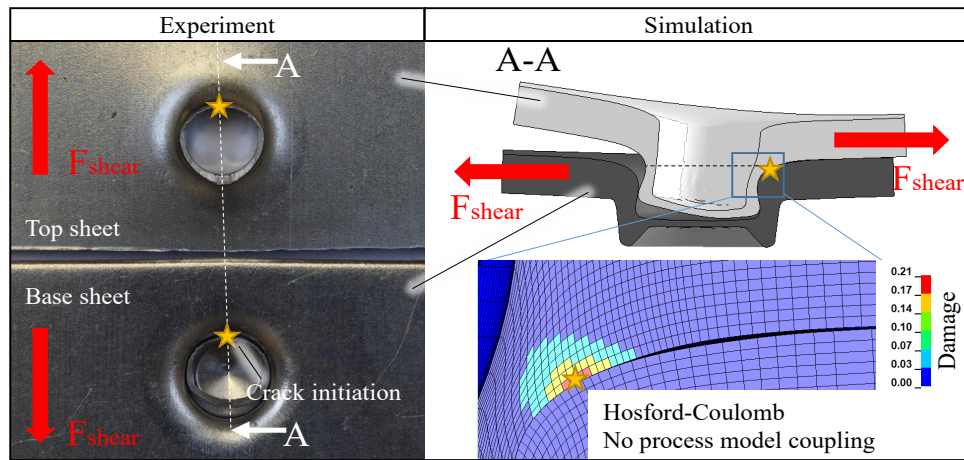 Experiment
Simulation
A
Fshear
Top sheet
Base sheet
Crack initiation
Fshear
A
A-A
Fshear
Fshear
0.21
0.17
0.14
0.10
0.07
0.03
0.00
Damage
Hosford-Coulomb
No process model coupling